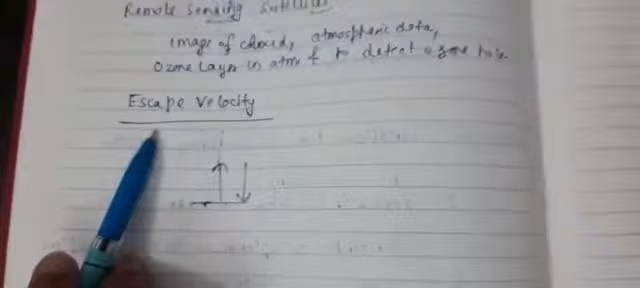 Remote Sensing Satellite
image of cloud, atmospheric data,
Ozone layer in atm & to detect ozone hole.
Escape Velocity